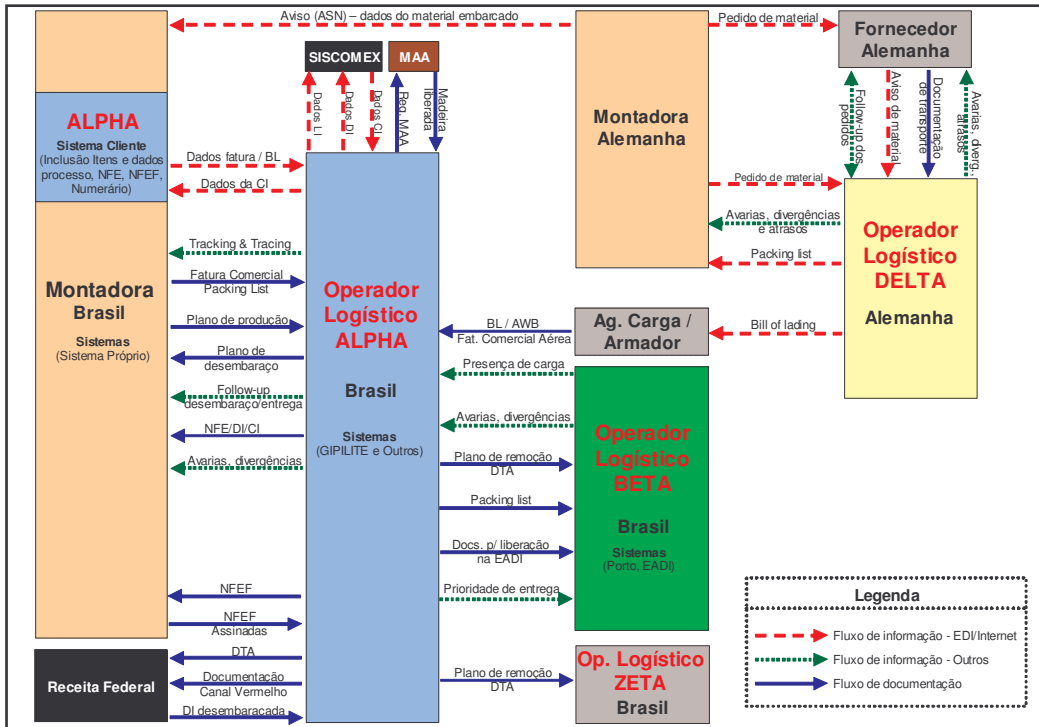 Aviso (ASN) – dados do material embarcado
Pedido de material
Fornecedor
Alemanha
SISCOMEX
MAA
Dados LI
Dados DI
Dados CI
Req. MAA
Madeira
liberada
Montadora
Alemanha
Follow-up dos
pedidos
Aviso de material
Documentação
de transporte
Avarias, diverg.,
atrasos
ALPHA
Sistema Cliente
(Inclusão Itens e dados
processo, NFE, NFEF,
Numerário)
Dados fatura / BL
Dados da CI
Pedido de material
Avarias, divergências
e atrasos
Packing list
Operador
Logístico
DELTA
Alemanha
Tracking & Tracing
Fatura Comercial
Packing List
Plano de produção
Plano de
desembaraço
Follow-up
desembaraço/entrega
NFE/DI/CI
Avarias, divergências
NFEF
NFEF
Assinadas
Montadora
Brasil
Sistemas
(Sistema Próprio)
Operador
Logístico
ALPHA
Brasil
Sistemas
(GIPILITE e Outros)
BL / AWB
Fat. Comercial Aérea
Ag. Carga /
Armador
Bill of lading
Presença de carga
Avarias, divergências
Plano de remoção
DTA
Packing list
Docs. p/ liberação
na EADI
Prioridade de entrega
Operador
Logístico
BETA
Brasil
Sistemas
(Porto, EADI)
Receita Federal
DTA
Documentação
Canal Vermelho
DI desembaraçada
Plano de remoção
DTA
Op. Logístico
ZETA
Brasil
Legenda
Fluxo de informação - EDI/Internet
Fluxo de informação - Outros
Fluxo de documentação